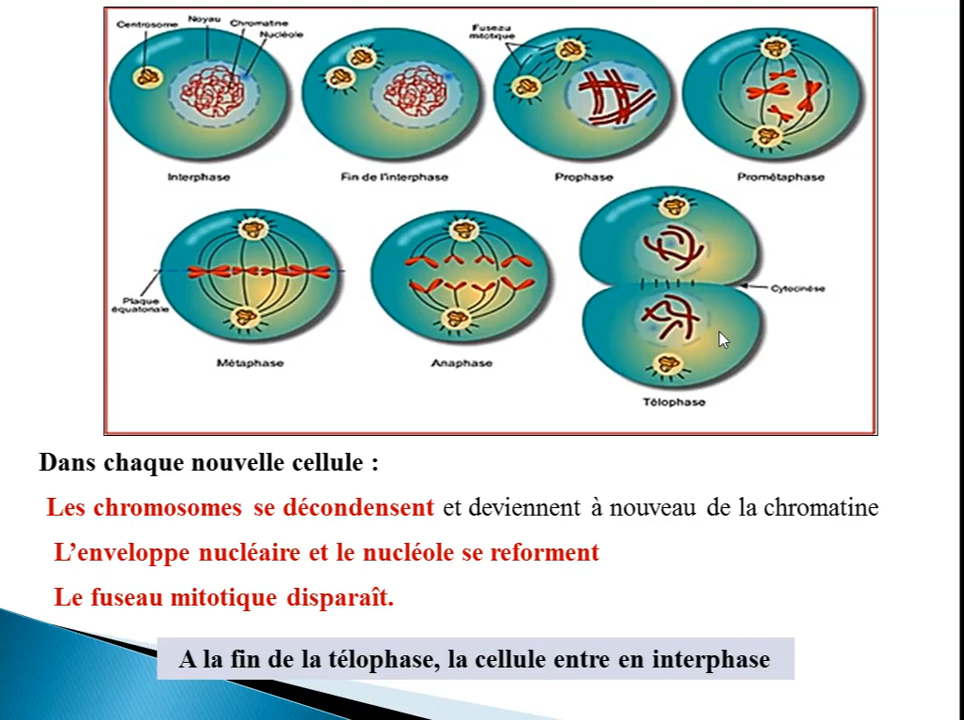 Centrosome
Noyau
Chromatine
Nucléole
Fuseau
mitotique
Interphase
Fin de l'interphase
Prophase
Prométaphase
Plaque
équatoriale
Cytocinèse
Métaphase
Anaphase
Télophase
Dans chaque nouvelle cellule :
Les chromosomes se décondensent et deviennent à nouveau de la chromatine
L'enveloppe nucléaire et le nucléole se reforment
Le fuseau mitotique disparaît.
A la fin de la télophase, la cellule entre en interphase